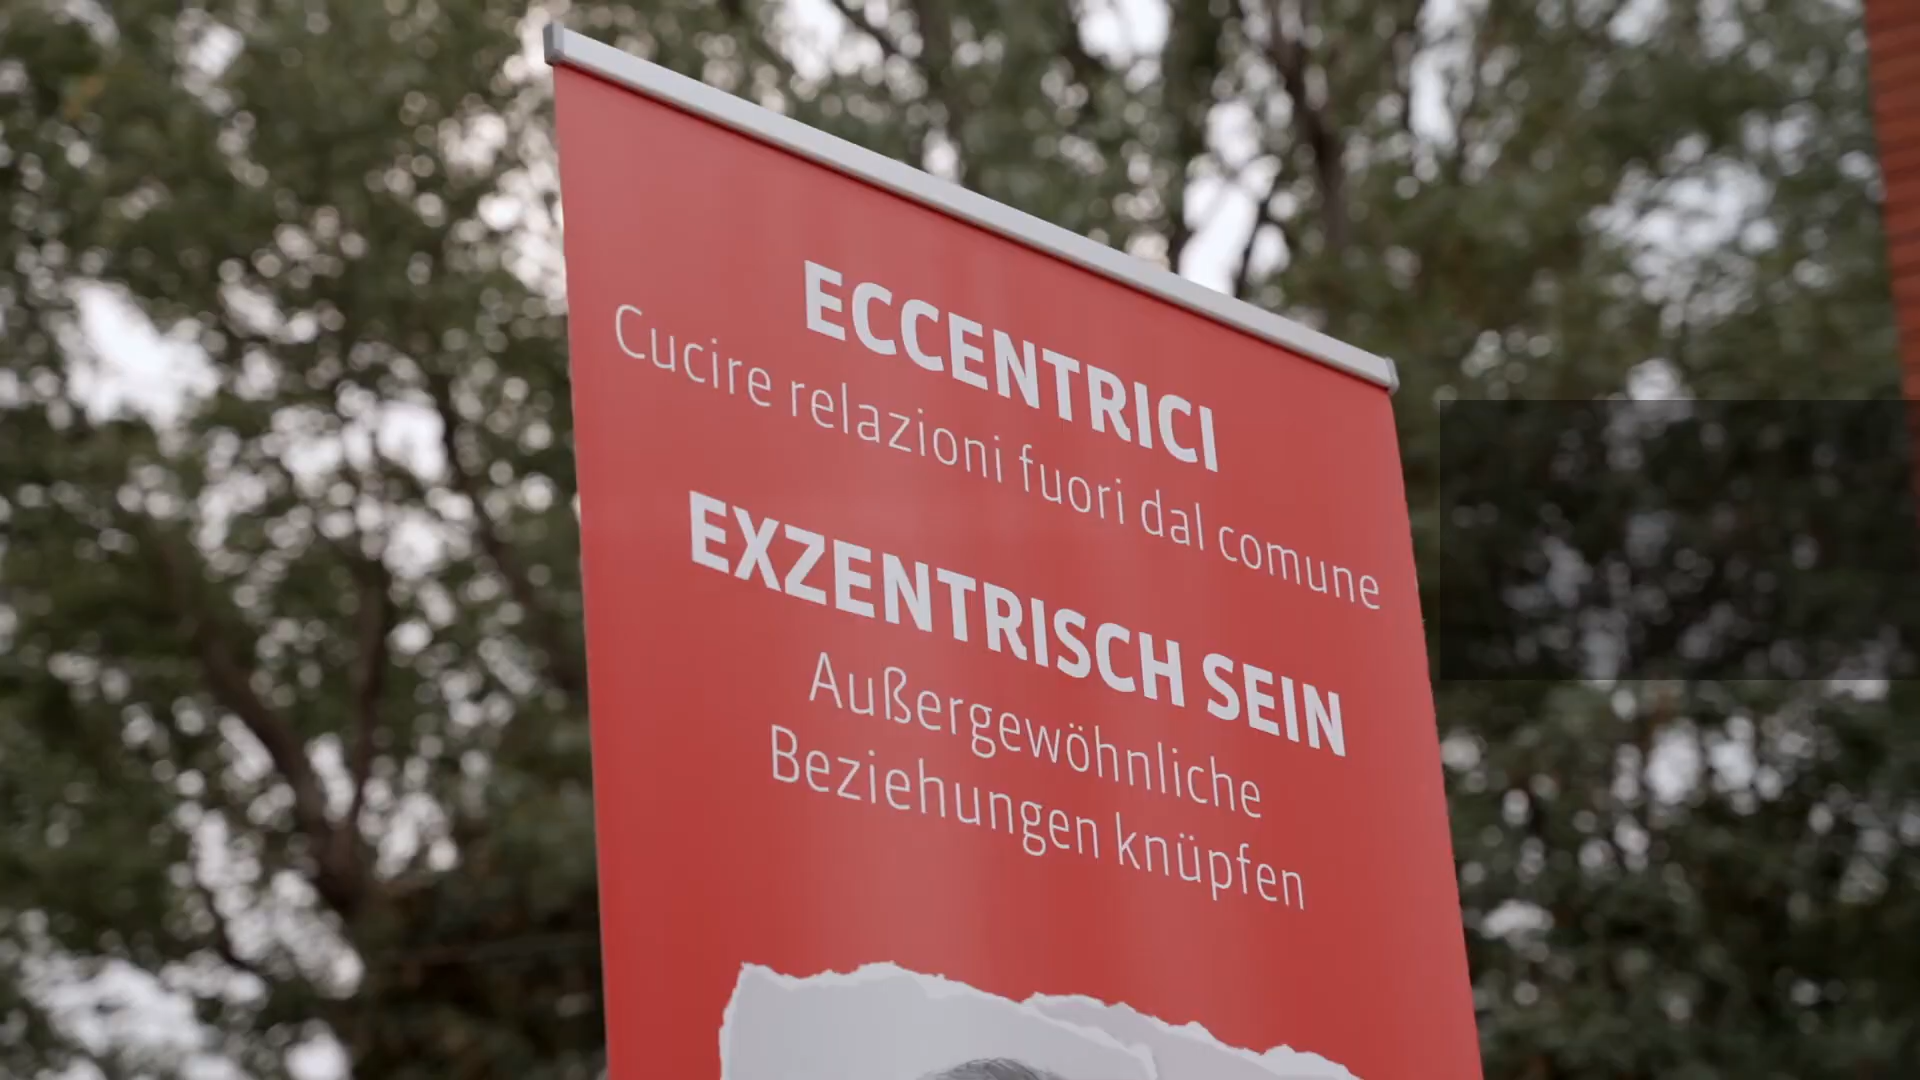 ECCENTRICI
Cucire relazioni fuori dal comune
EXZENTRISCH SEIN
Außergewöhnliche
Beziehungen knüpfen